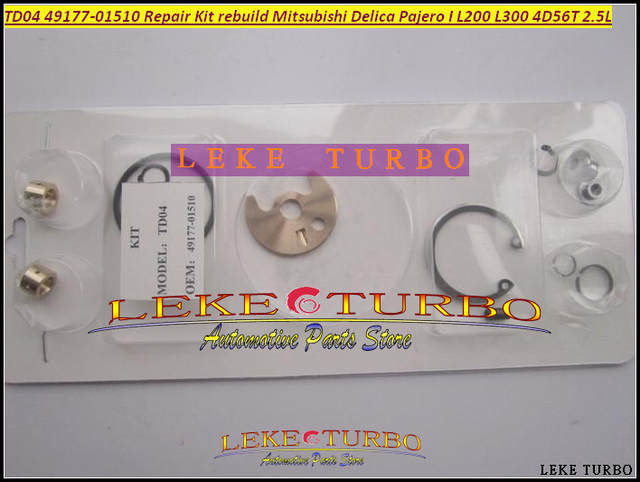 TD04 49177-01510 Repair Kit rebuild Mitsubishi Delica Pajero I L200 L300 4D56T 2.5L
LEKE TURBO
KIT
MODEL: TD04
OEM: 49177-01510
LEKE TURBO
Automotive Parts Store
LEKE TURBO
Automotive Parts Store
LEKE TURBO